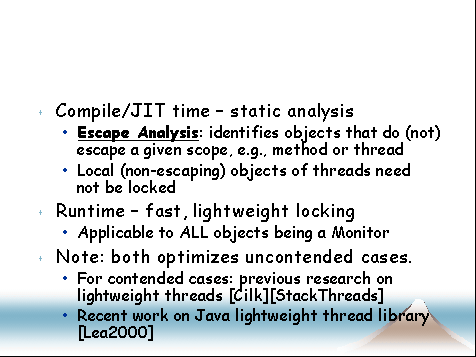 Compile/JIT time – static analysis
• Escape Analysis: identifies objects that do (not)
escape a given scope, e.g., method or thread
• Local (non-escaping) objects of threads need
not be locked
Runtime – fast, lightweight locking
• Applicable to ALL objects being a Monitor
Note: both optimizes uncontended cases.
• For contended cases: previous research on
lightweight threads [Cilk][StackThreads]
• Recent work on Java lightweight thread library
[Lea2000]